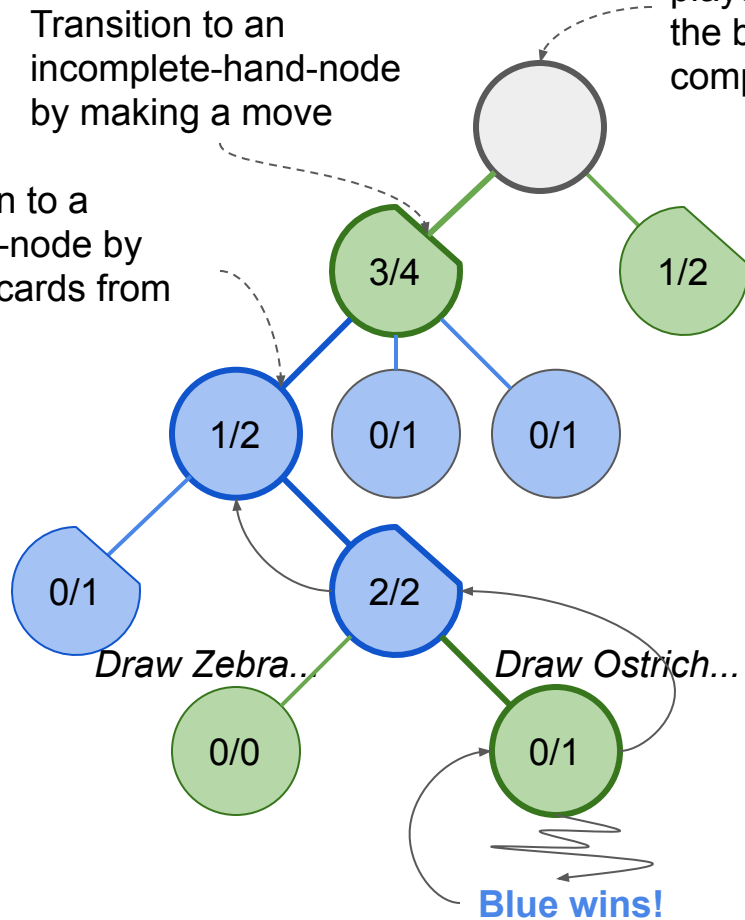 Transition to an
incomplete-hand-node
by making a move
the b
comp
n to a
-node by
cards from
3/4
1/2
1/2
0/1
0/1
0/1
2/2
Draw Zebra...
Draw Ostrich...
0/0
0/1
Blue wins!